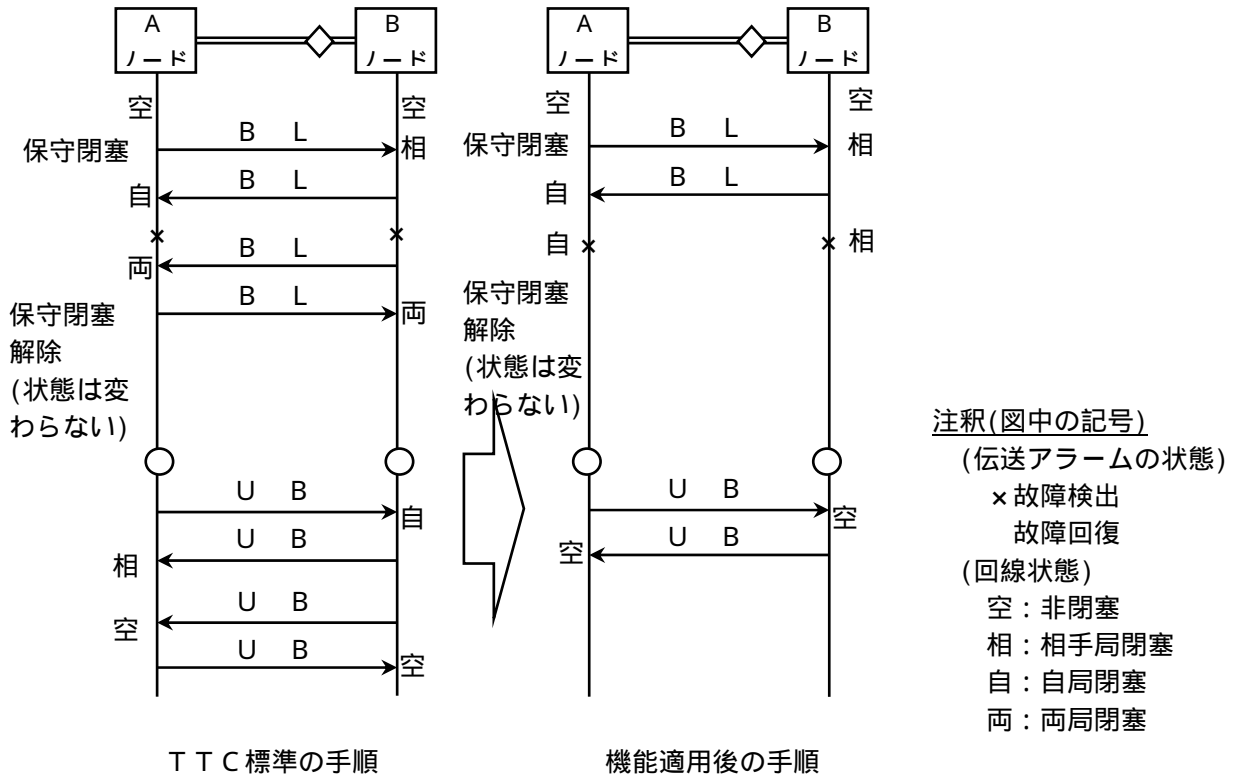 A
ノード
B
ノード
空
空
保守閉塞
B L
相
自
B L
×
×
両
B L
B L
両
保守閉塞
解除
(状態は変
わらない)
U B
自
相
U B
空
U B
U B
空
TTC標準の手順
A
ノード
B
ノード
空
空
保守閉塞
B L
相
自
B L
自 ×
× 相
保守閉塞
解除
(状態は変
わらない)
U B
空
空
U B
機能適用後の手順
注釈(図中の記号)
(伝送アラームの状態)
×故障検出
故障回復
(回線状態)
空：非閉塞
相：相手局閉塞
自：自局閉塞
両：両局閉塞